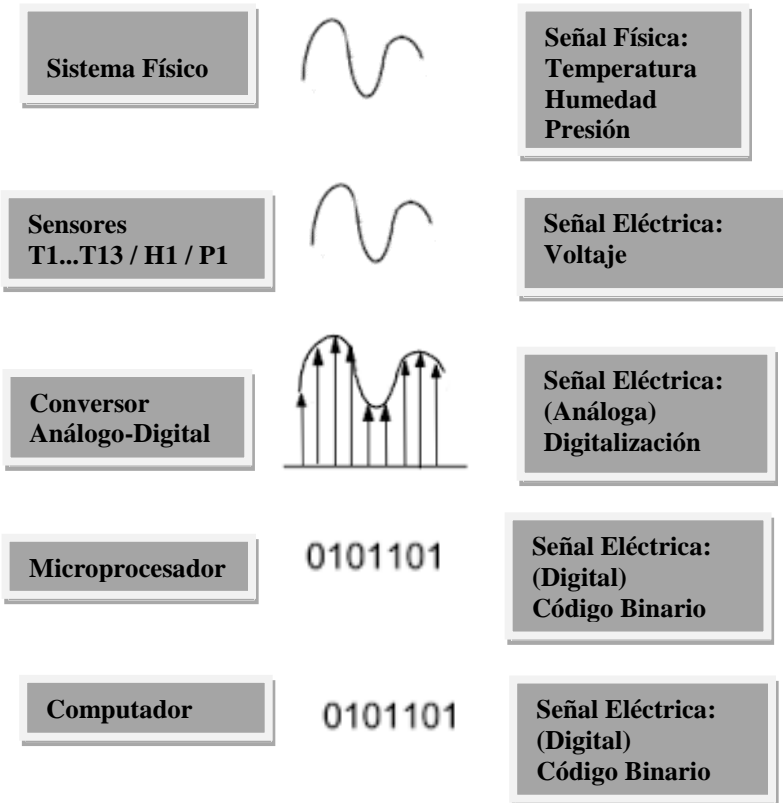 Sistema Físico
Señal Física:
Temperatura
Humedad
Presión
Sensores
T1...T13 / H1 / P1
Señal Eléctrica:
Voltaje
Conversor
Análogo-Digital
Señal Eléctrica:
(Análoga)
Digitalización
Microprocesador
0101101
Señal Eléctrica:
(Digital)
Código Binario
Computador
0101101
Señal Eléctrica:
(Digital)
Código Binario